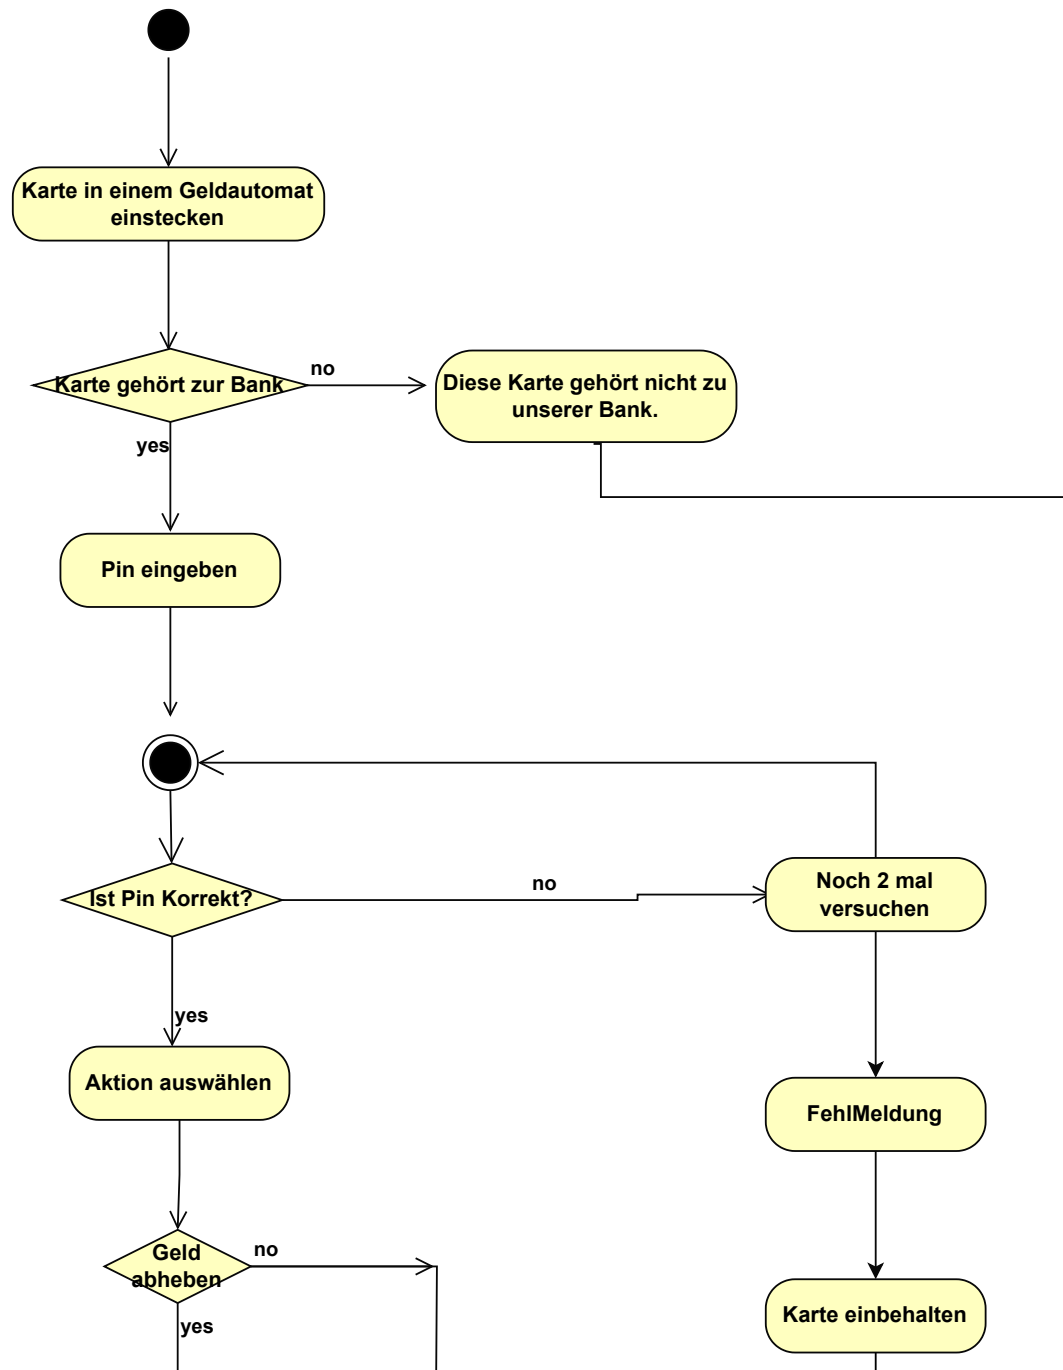 Karte in einem Geldautomat
einstecken
Karte gehört zur Bank
no
Diese Karte gehört nicht zu
unserer Bank.
yes
Pin eingeben
Ist Pin Korrekt?
no
Noch 2 mal
versuchen
yes
Aktion auswählen
FehlMeldung
Geld
abheben
no
Karte einbehalten
yes